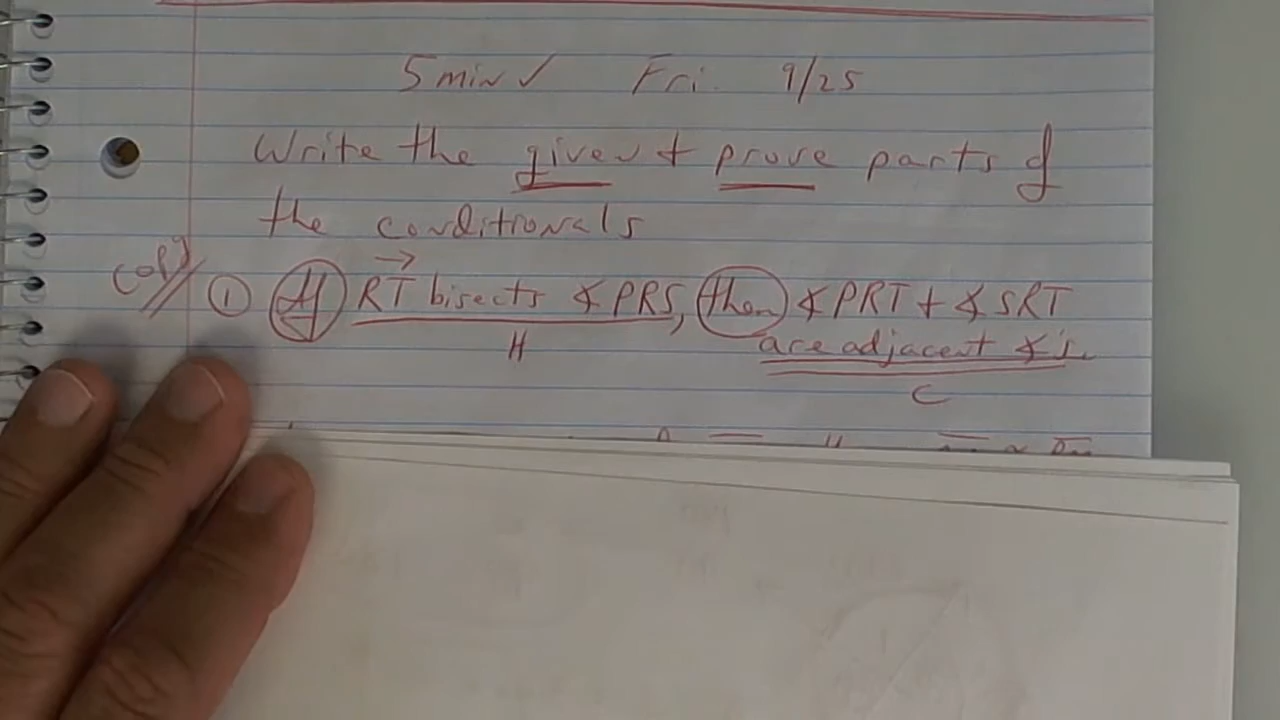 5 min ✓ Fri. 9/25
Write the given + prove parts of
the conditionals
copy // ① If RT bisects ∡PRS, then ∡PRT + ∡SRT
are adjacent ∡'s.
H
C